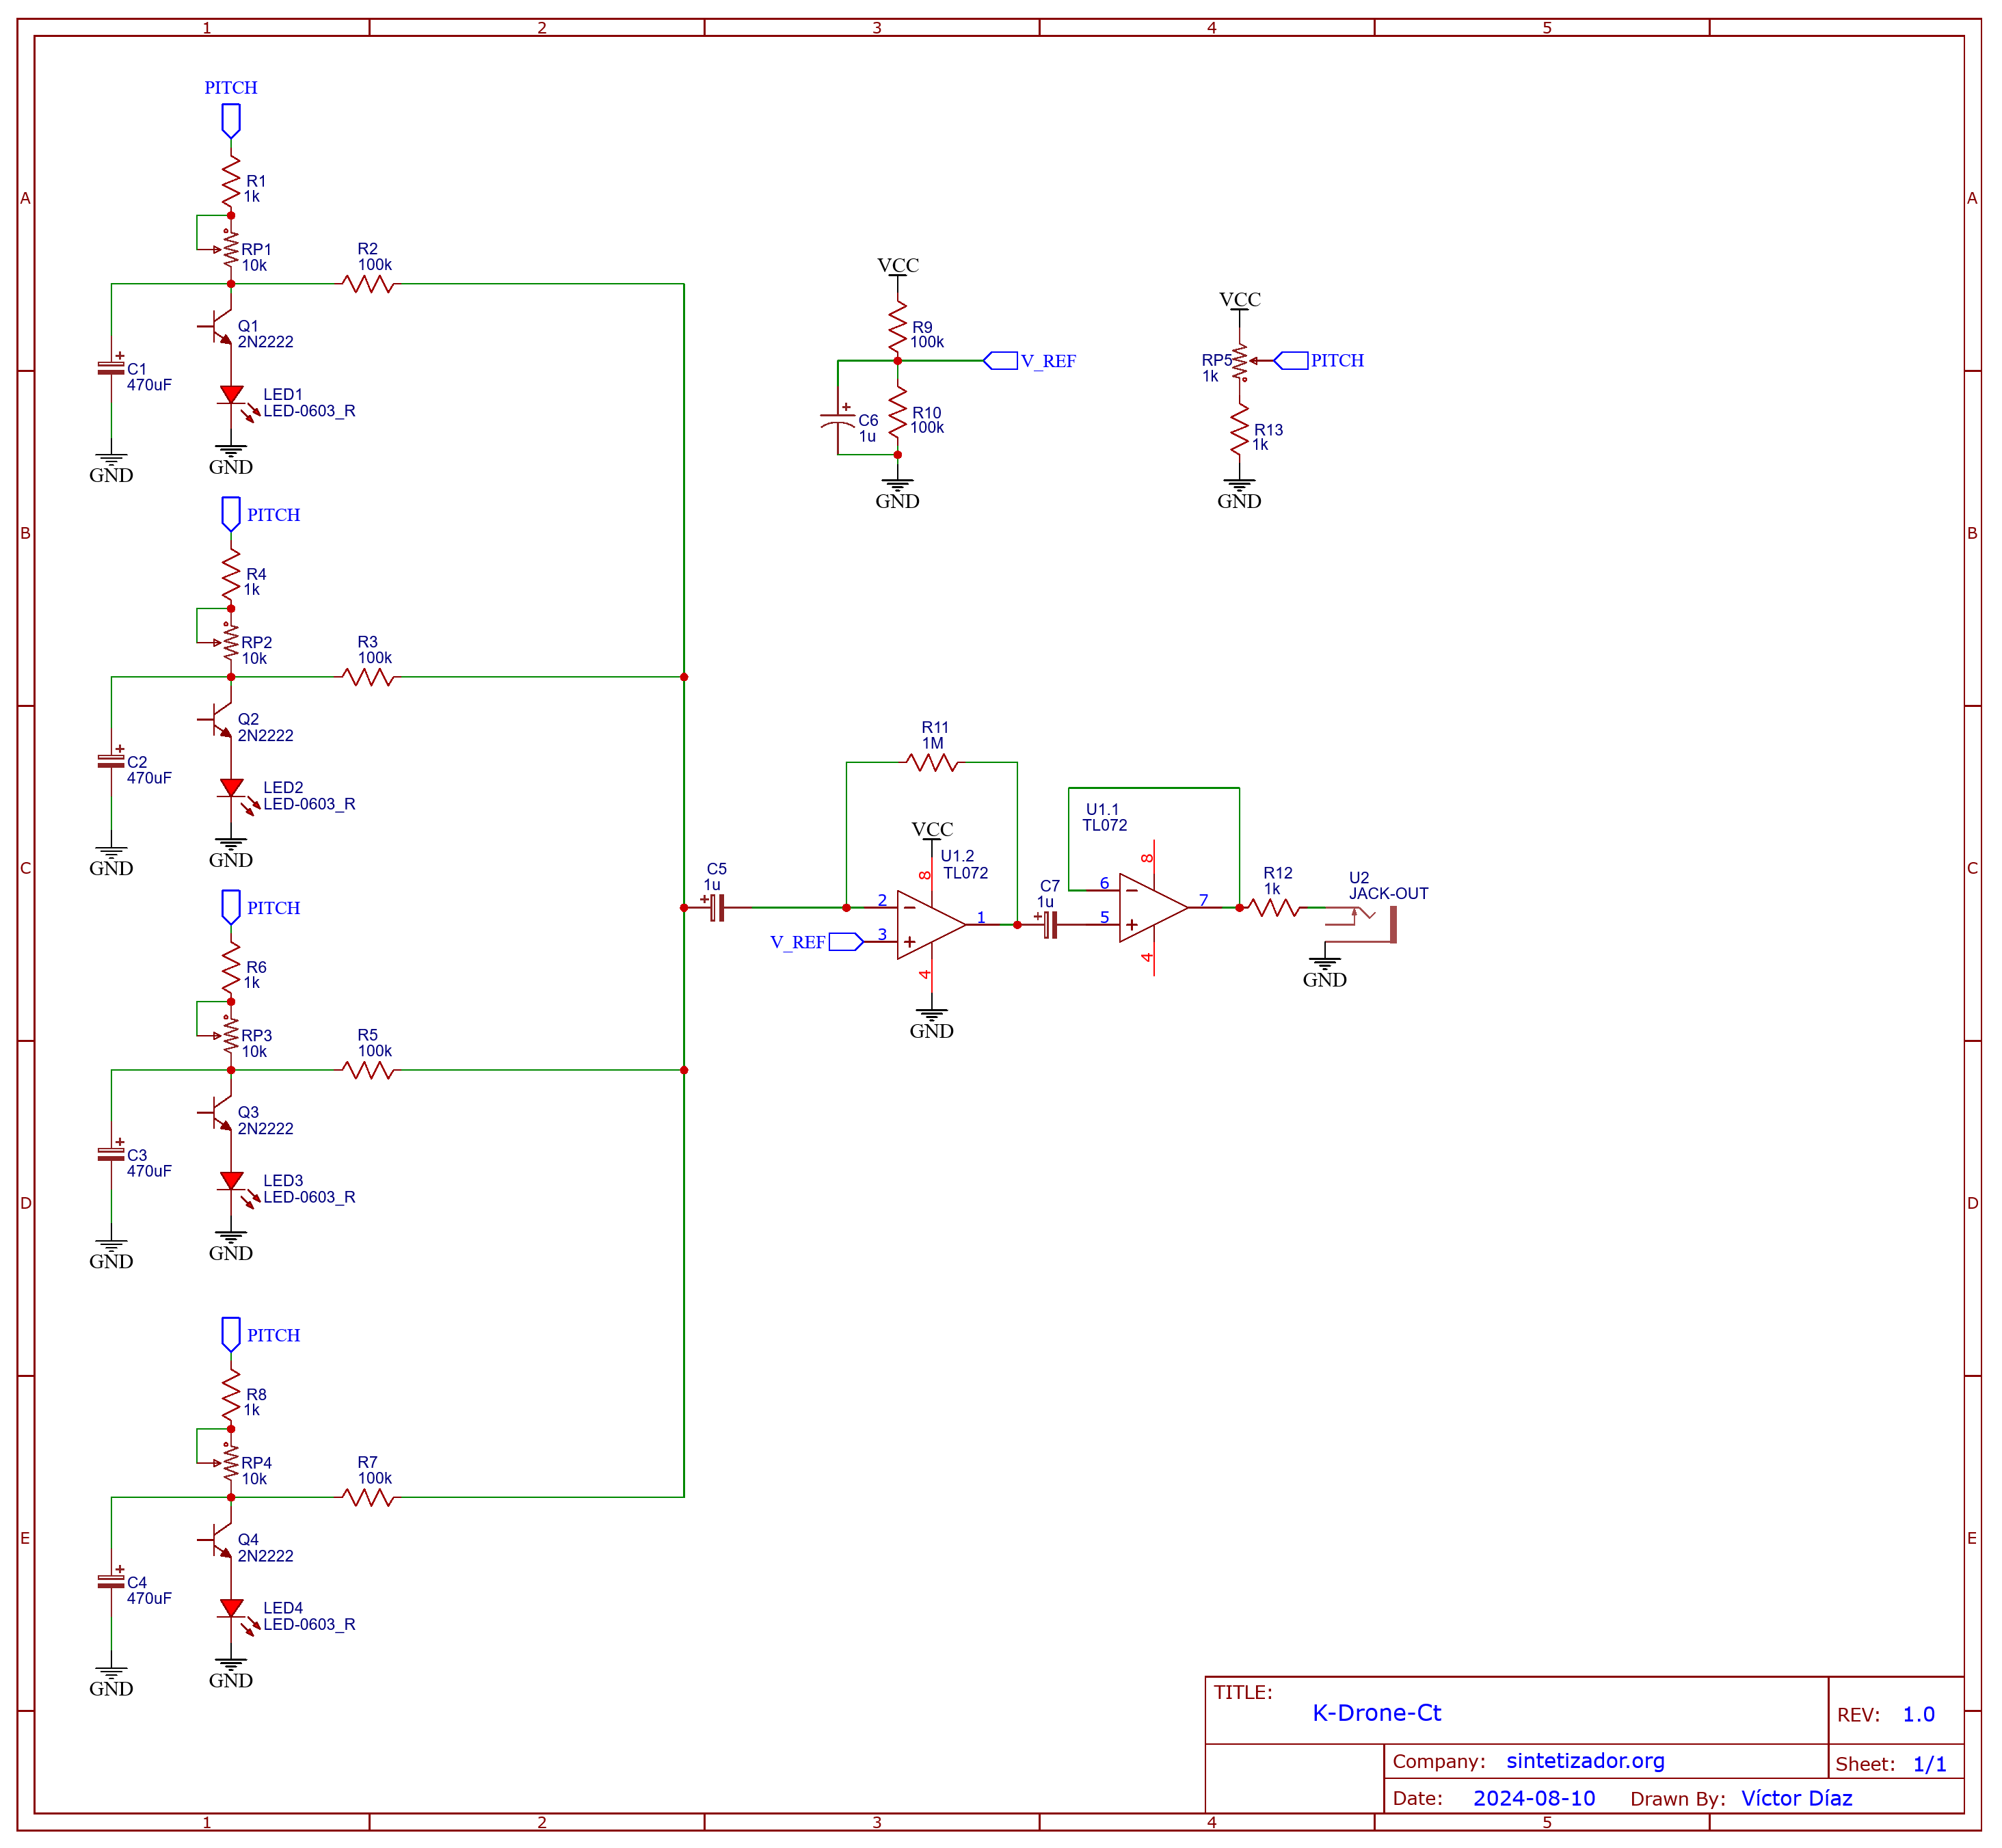 1 2 3 4 5
A
B
C
D
E
A
B
C
D
E
PITCH
R1
1k
RP1
10k
R2
100k
Q1
2N2222
C1
470uF
LED1
LED-0603_R
GND
GND
PITCH
R4
1k
RP2
10k
R3
100k
Q2
2N2222
C2
470uF
LED2
LED-0603_R
GND
GND
PITCH
R6
1k
RP3
10k
R5
100k
Q3
2N2222
C3
470uF
LED3
LED-0603_R
GND
GND
PITCH
R8
1k
RP4
10k
R7
100k
Q4
2N2222
C4
470uF
LED4
LED-0603_R
GND
GND
VCC
R9
100k
V_REF
R10
100k
+
C6
1u
GND
VCC
RP5
1k
PITCH
R13
1k
GND
R11
1M
VCC
U1.2
TL072
C5
1u
8
2
3
1
4
V_REF
GND
U1.1
TL072
C7
1u
8
6
5
7
4
R12
1k
U2
JACK-OUT
GND
TITLE:
K-Drone-Ct
REV: 1.0
Company: sintetizador.org
Sheet: 1/1
Date: 2024-08-10 Drawn By: Víctor Díaz
1 2 3 4 5